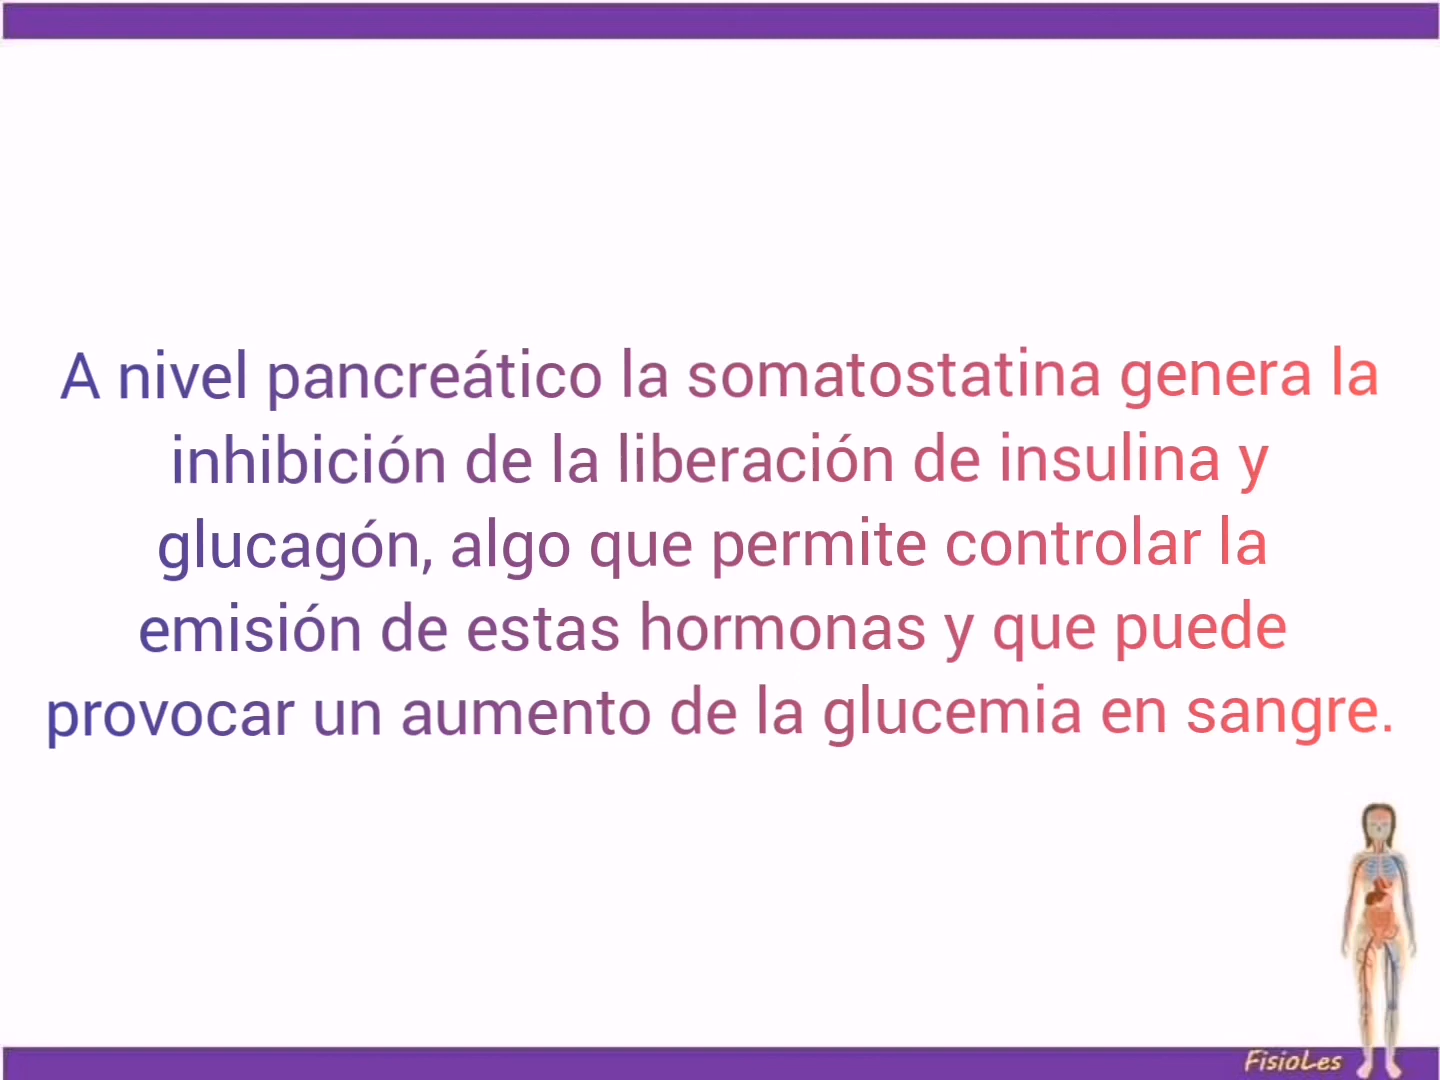 A nivel pancreático la somatostatina genera la
inhibición de la liberación de insulina y
glucagón, algo que permite controlar la
emisión de estas hormonas y que puede
provocar un aumento de la glucemia en sangre.
FisioLes